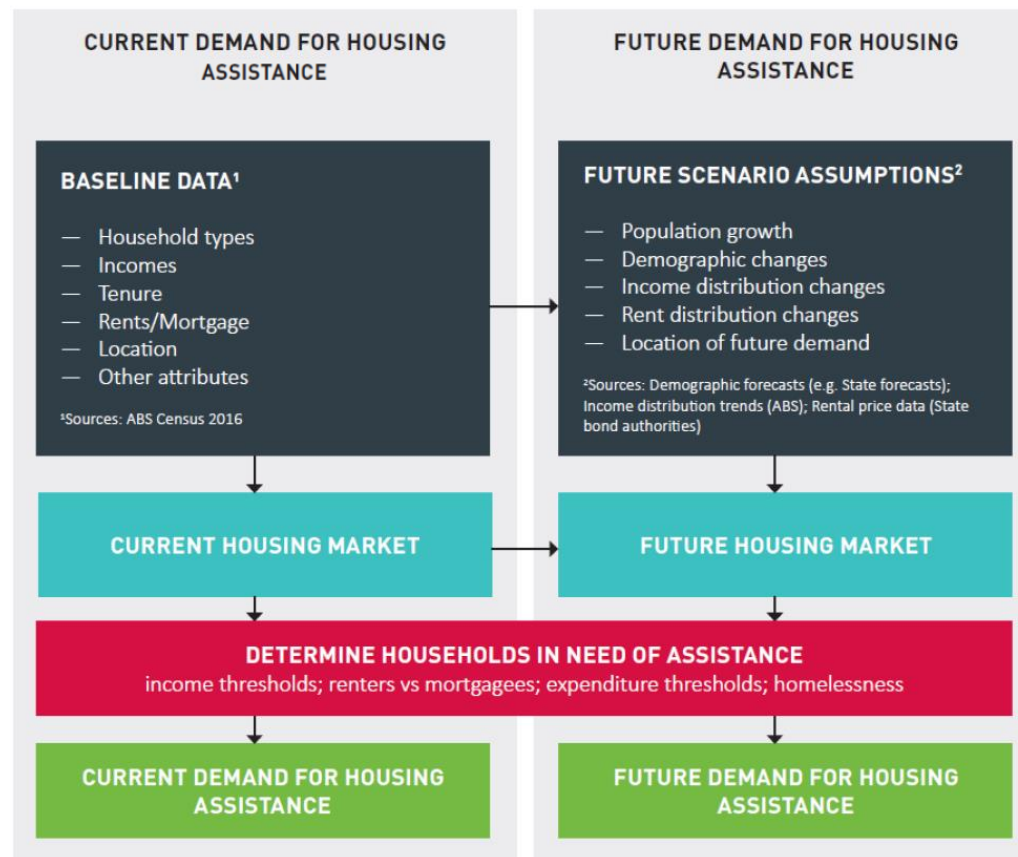 CURRENT DEMAND FOR HOUSING
ASSISTANCE
BASELINE DATA¹
— Household types
— Incomes
— Tenure
— Rents/Mortgage
— Location
— Other attributes
¹Sources: ABS Census 2016
FUTURE DEMAND FOR HOUSING
ASSISTANCE
FUTURE SCENARIO ASSUMPTIONS²
— Population growth
— Demographic changes
— Income distribution changes
— Rent distribution changes
— Location of future demand
²Sources: Demographic forecasts (e.g. State forecasts);
Income distribution trends (ABS); Rental price data (State
bond authorities)
CURRENT HOUSING MARKET
FUTURE HOUSING MARKET
DETERMINE HOUSEHOLDS IN NEED OF ASSISTANCE
income thresholds; renters vs mortgagees; expenditure thresholds; homelessness
CURRENT DEMAND FOR HOUSING
ASSISTANCE
FUTURE DEMAND FOR HOUSING
ASSISTANCE